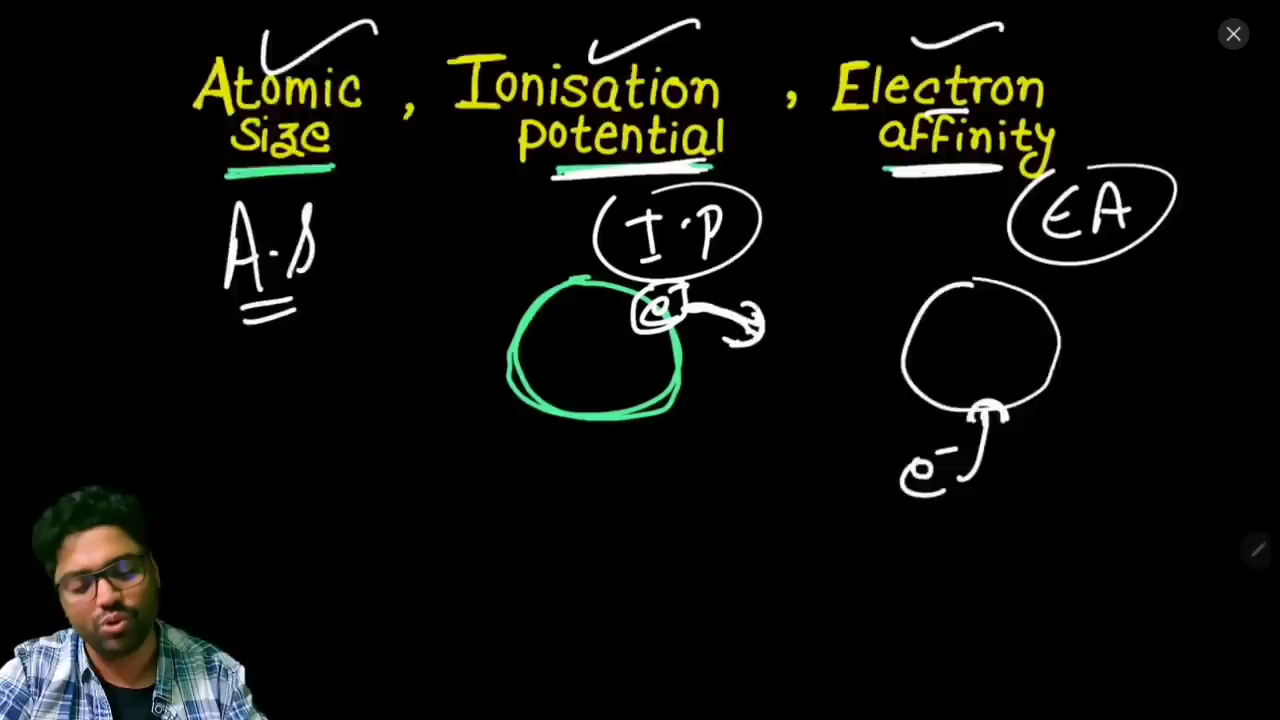 Atomic size, Ionisation potential, Electron affinity
A.S
I.P
EA
e
e-